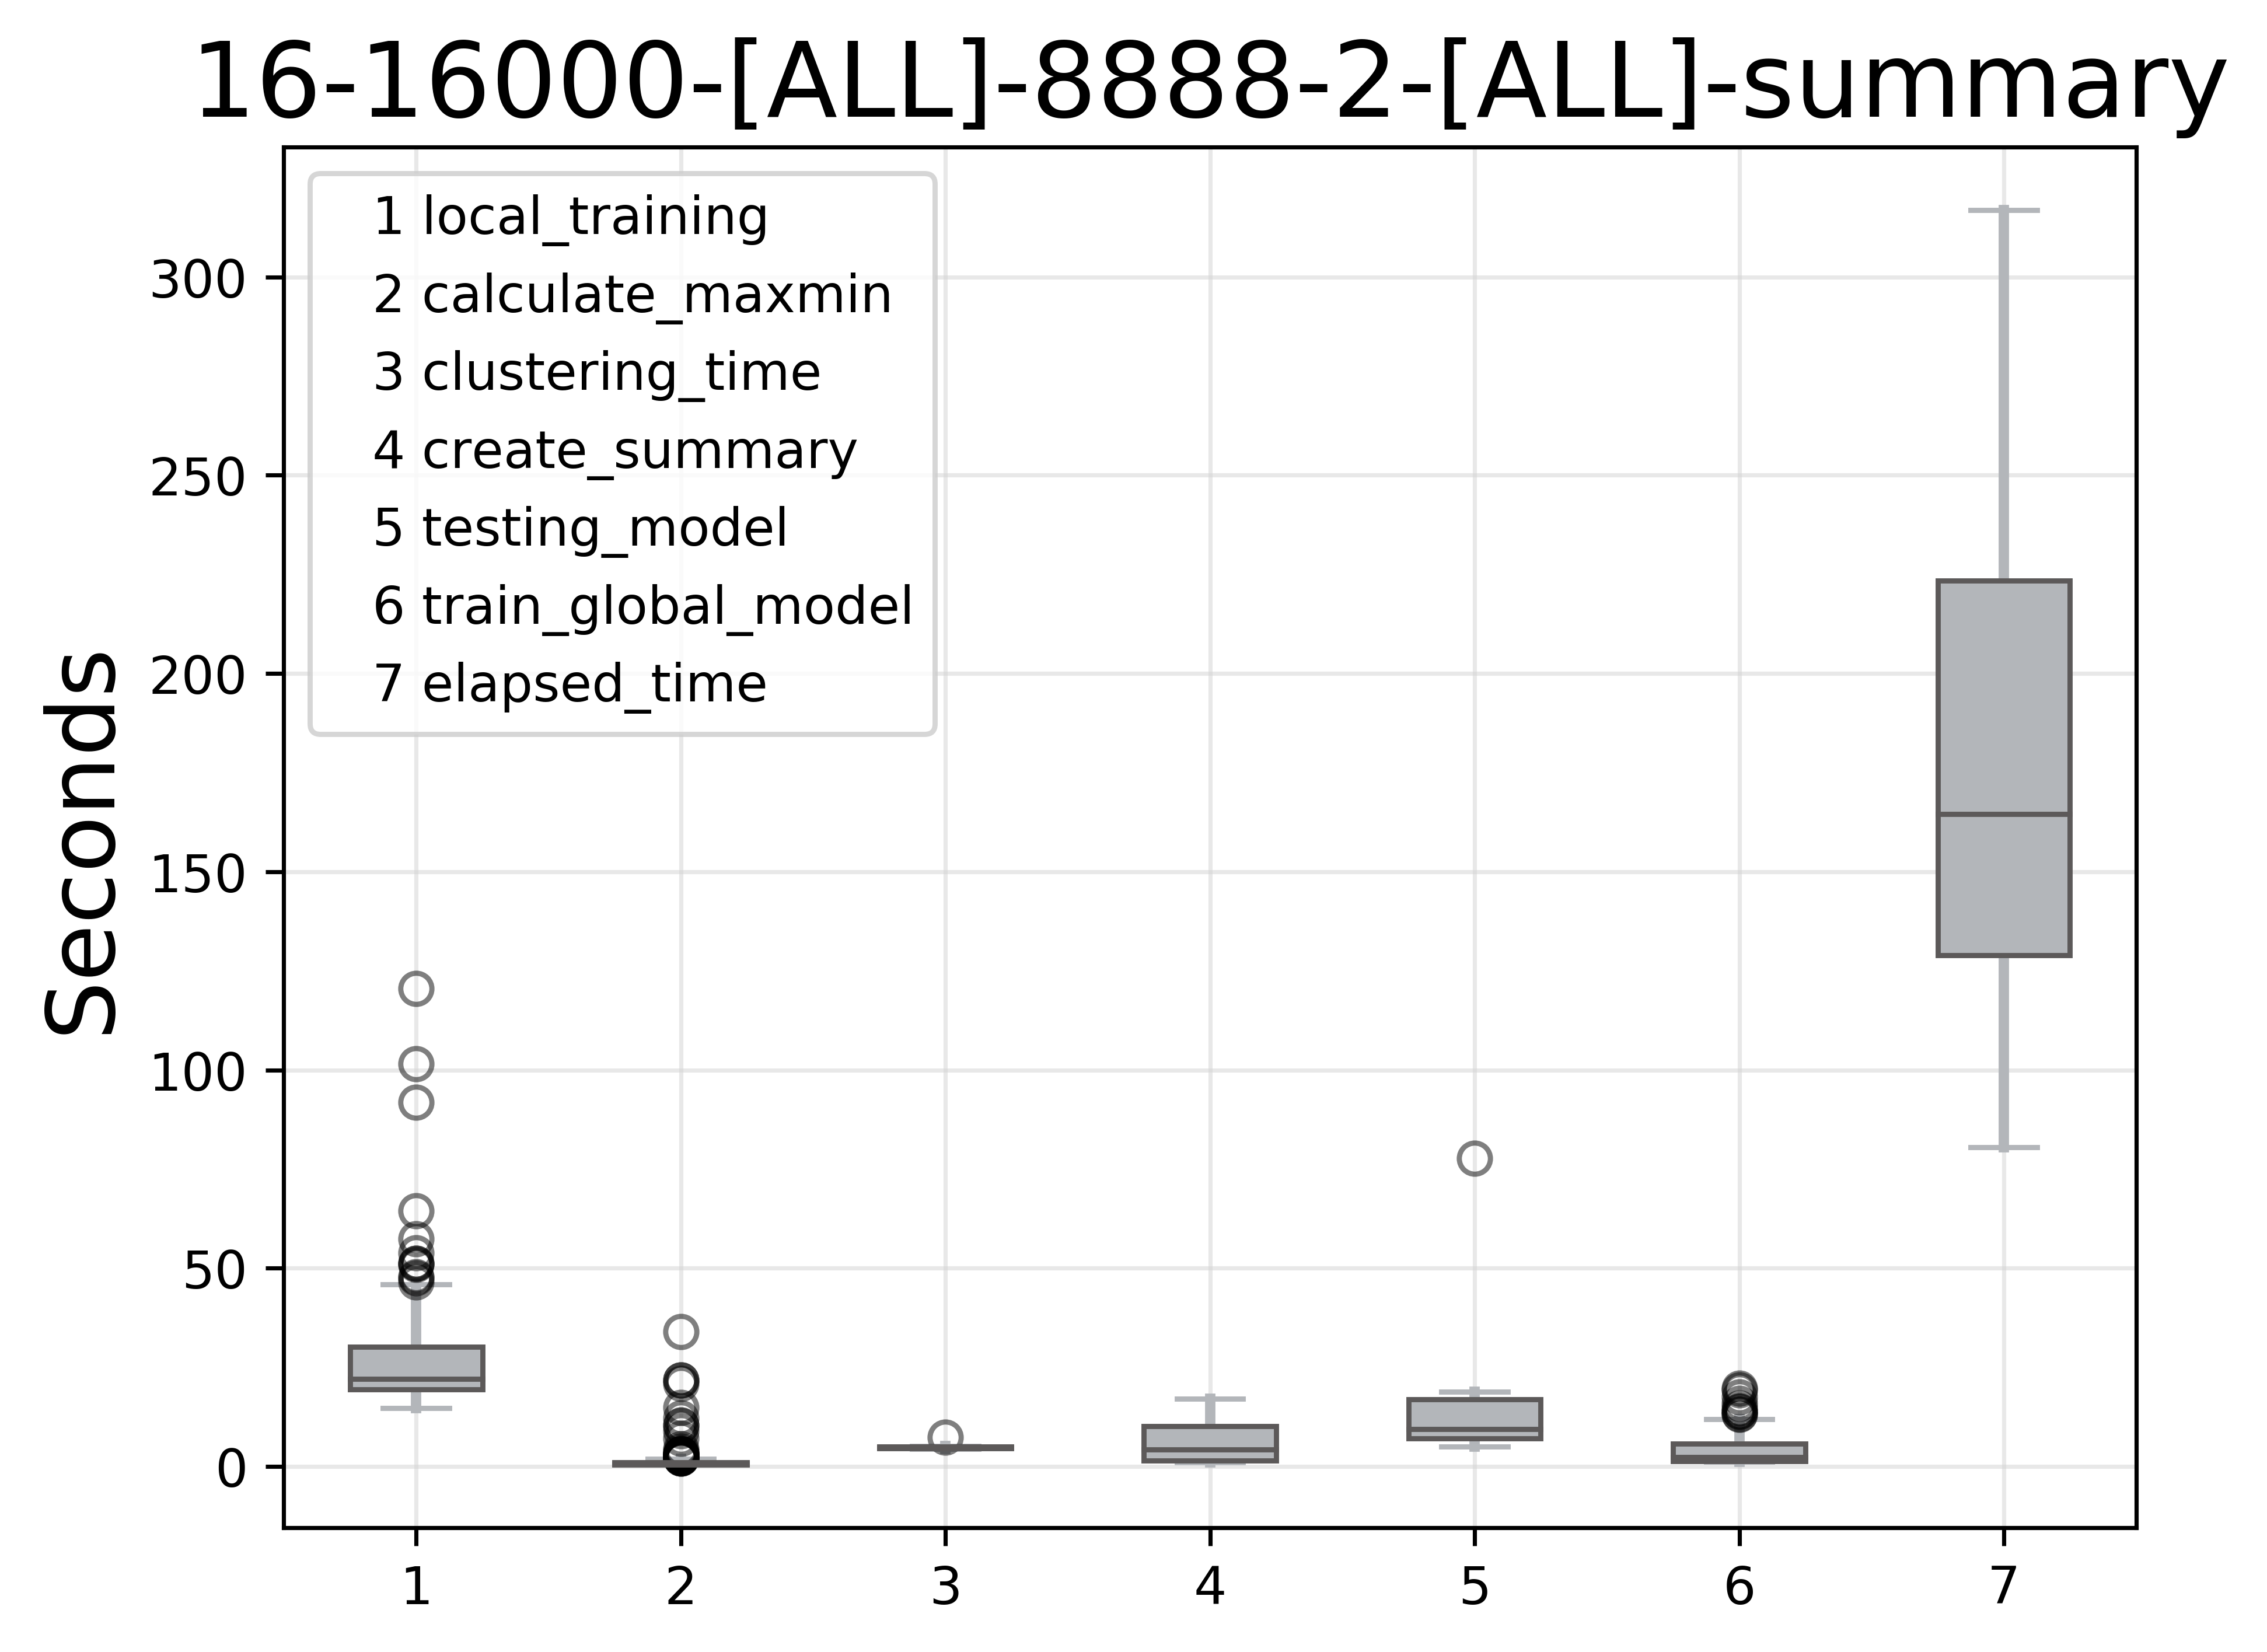 16-16000-[ALL]-8888-2-[ALL]-summary
1 local_training
2 calculate_maxmin
3 clustering_time
4 create_summary
5 testing_model
6 train_global_model
7 elapsed_time
Seconds
300
250
200
150
100
50
0
1 2 3 4 5 6 7